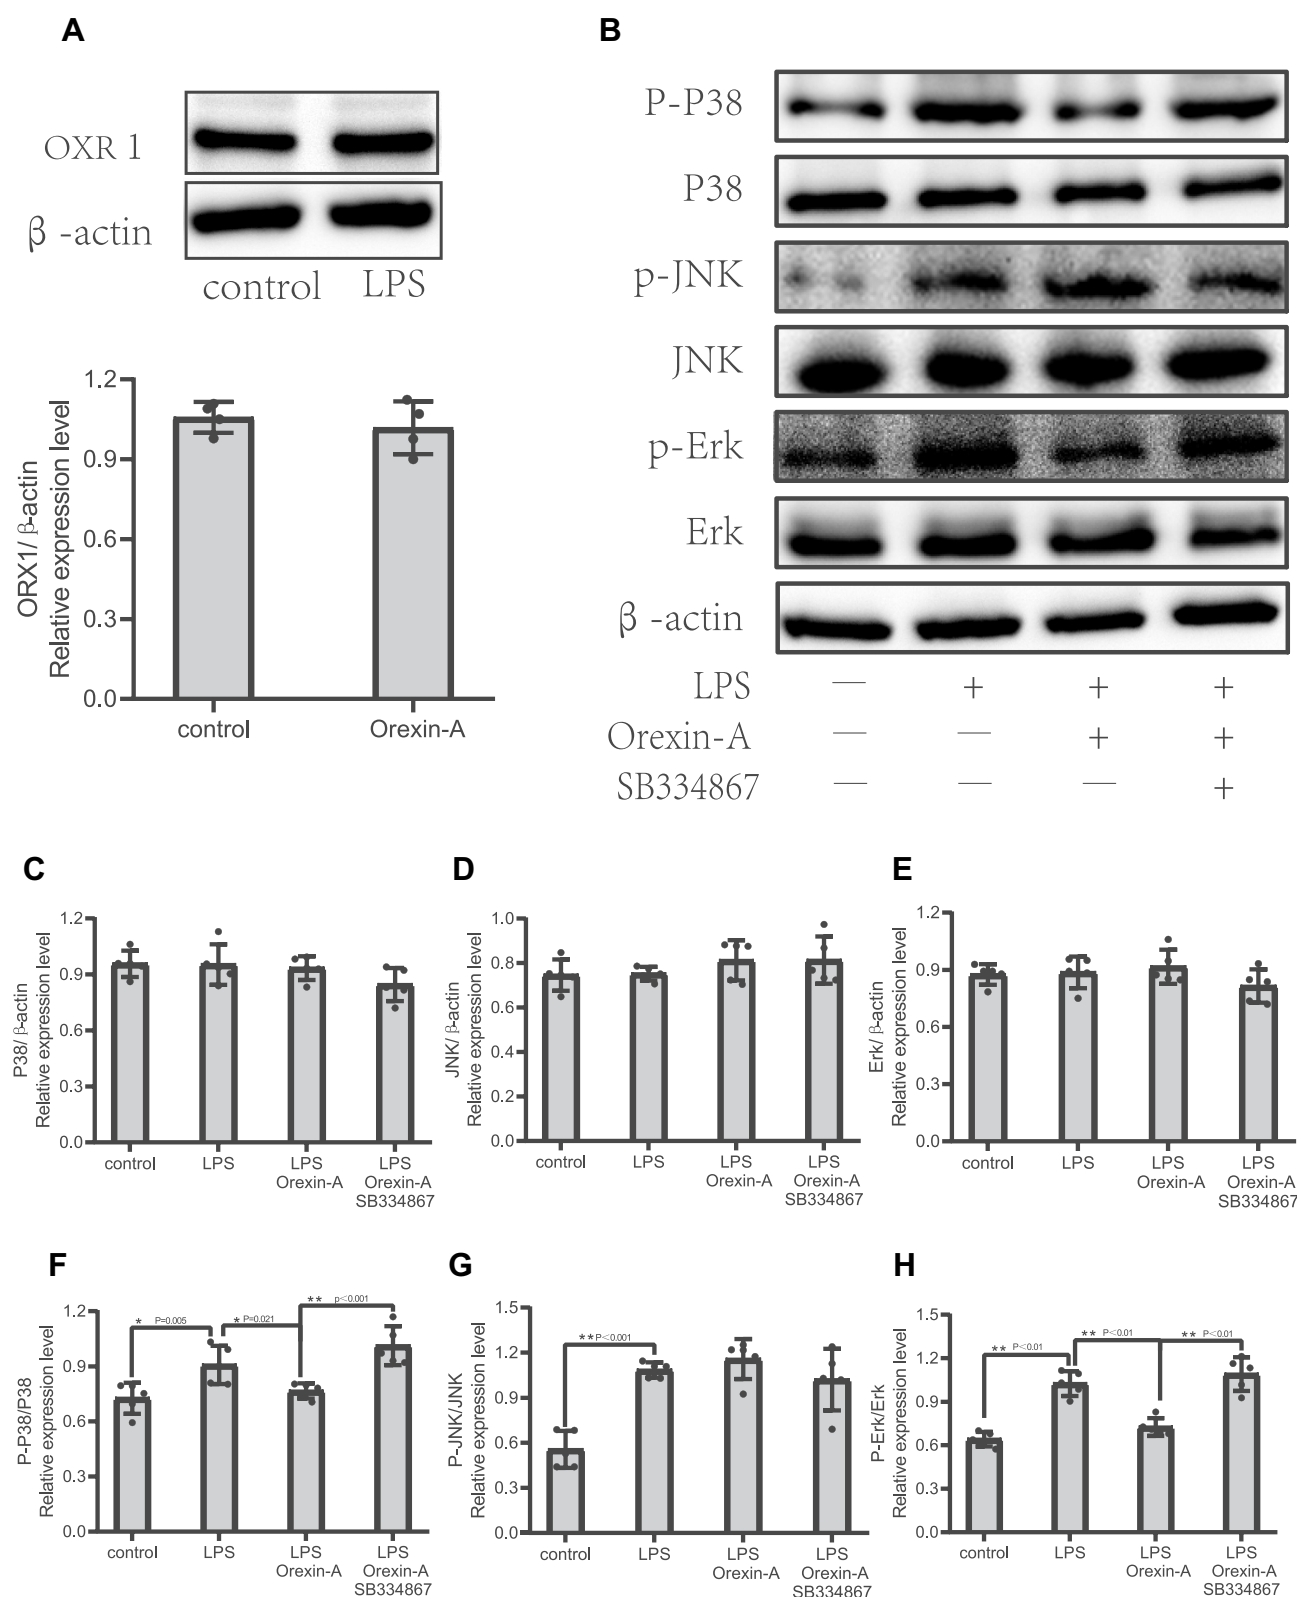 A
OXR 1
β -actin
control LPS
ORX1/ β-actin
Relative expression level
1.2
0.9
0.6
0.3
0.0
control Orexin-A
B
P-P38
P38
p-JNK
JNK
p-Erk
Erk
β -actin
LPS — + + +
Orexin-A — — + +
SB334867 — — — +
C
P38/ β-actin
Relative expression level
1.2
0.9
0.6
0.3
0.0
control LPS LPS LPS
Orexin-A Orexin-A
SB334867
D
JNK/ β-actin
Relative expression level
1.0
0.8
0.6
0.4
0.2
0.0
control LPS LPS LPS
Orexin-A Orexin-A
SB334867
E
Erk/ β-actin
Relative expression level
1.2
0.9
0.6
0.3
0.0
control LPS LPS LPS
Orexin-A Orexin-A
SB334867
F
P-P38/P38
Relative expression level
** p<0.001
* P=0.005 * P=0.021
1.2
0.9
0.6
0.3
0.0
control LPS LPS LPS
Orexin-A Orexin-A
SB334867
G
P-JNK/JNK
Relative expression level
** P<0.001
1.5
1.2
0.9
0.6
0.3
0.0
control LPS LPS LPS
Orexin-A Orexin-A
SB334867
H
P-Erk/Erk
Relative expression level
** P<0.01 ** P<0.01 ** P<0.01
1.5
1.2
0.9
0.6
0.3
0.0
control LPS LPS LPS
Orexin-A Orexin-A
SB334867